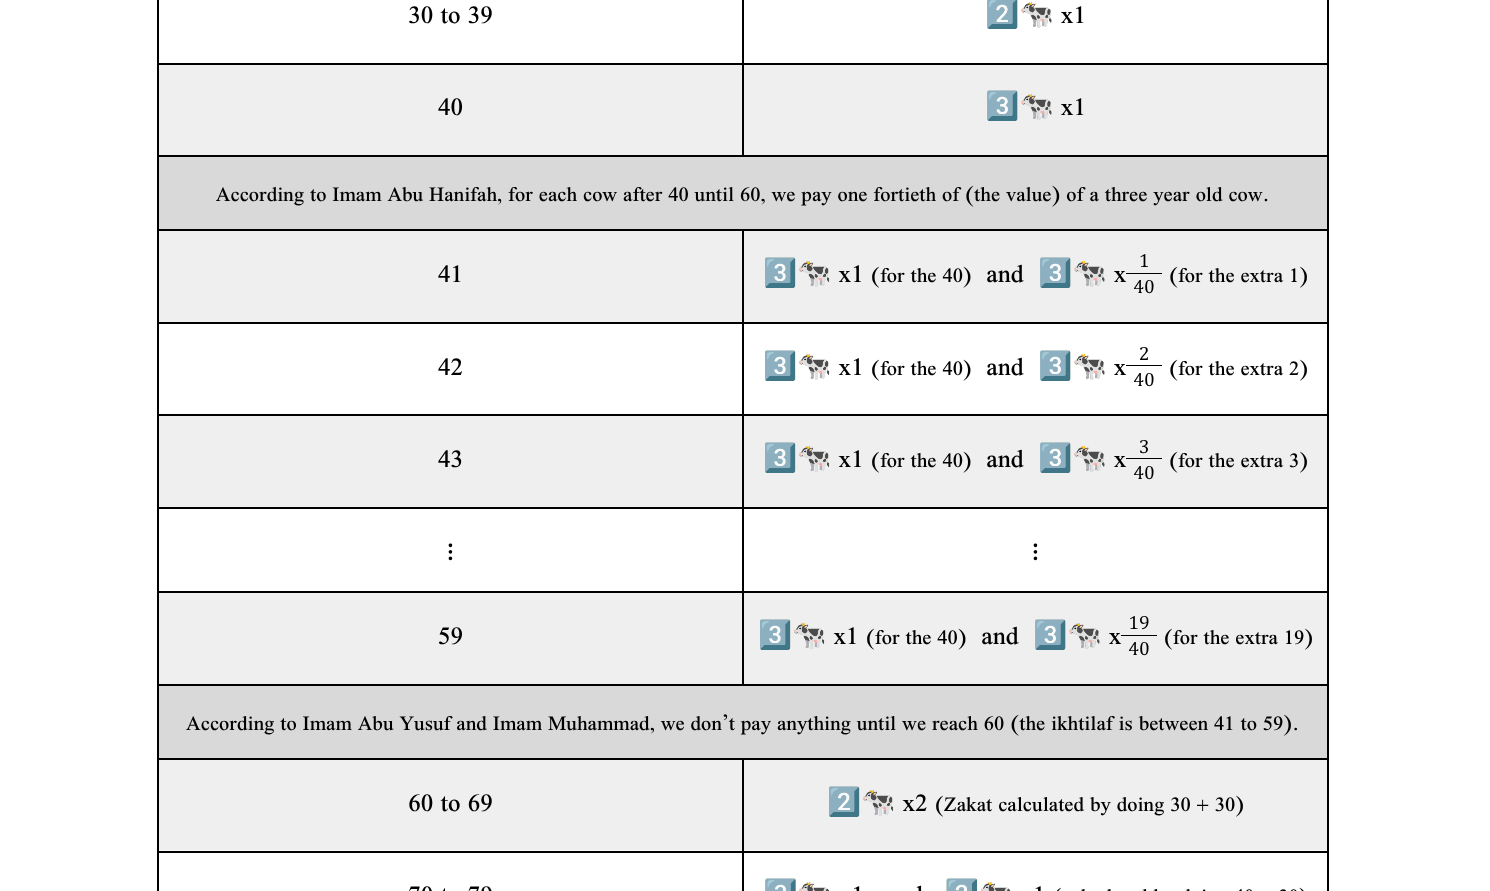 30 to 39 2️⃣🐄 x1
40 3️⃣🐄 x1
According to Imam Abu Hanifah, for each cow after 40 until 60, we pay one fortieth of (the value) of a three year old cow.
41 3️⃣🐄 x1 (for the 40) and 3️⃣🐄 x 1/40 (for the extra 1)
42 3️⃣🐄 x1 (for the 40) and 3️⃣🐄 x 2/40 (for the extra 2)
43 3️⃣🐄 x1 (for the 40) and 3️⃣🐄 x 3/40 (for the extra 3)
⋮ ⋮
59 3️⃣🐄 x1 (for the 40) and 3️⃣🐄 x 19/40 (for the extra 19)
According to Imam Abu Yusuf and Imam Muhammad, we don’t pay anything until we reach 60 (the ikhtilaf is between 41 to 59).
60 to 69 2️⃣🐄 x2 (Zakat calculated by doing 30 + 30)
70 to 79